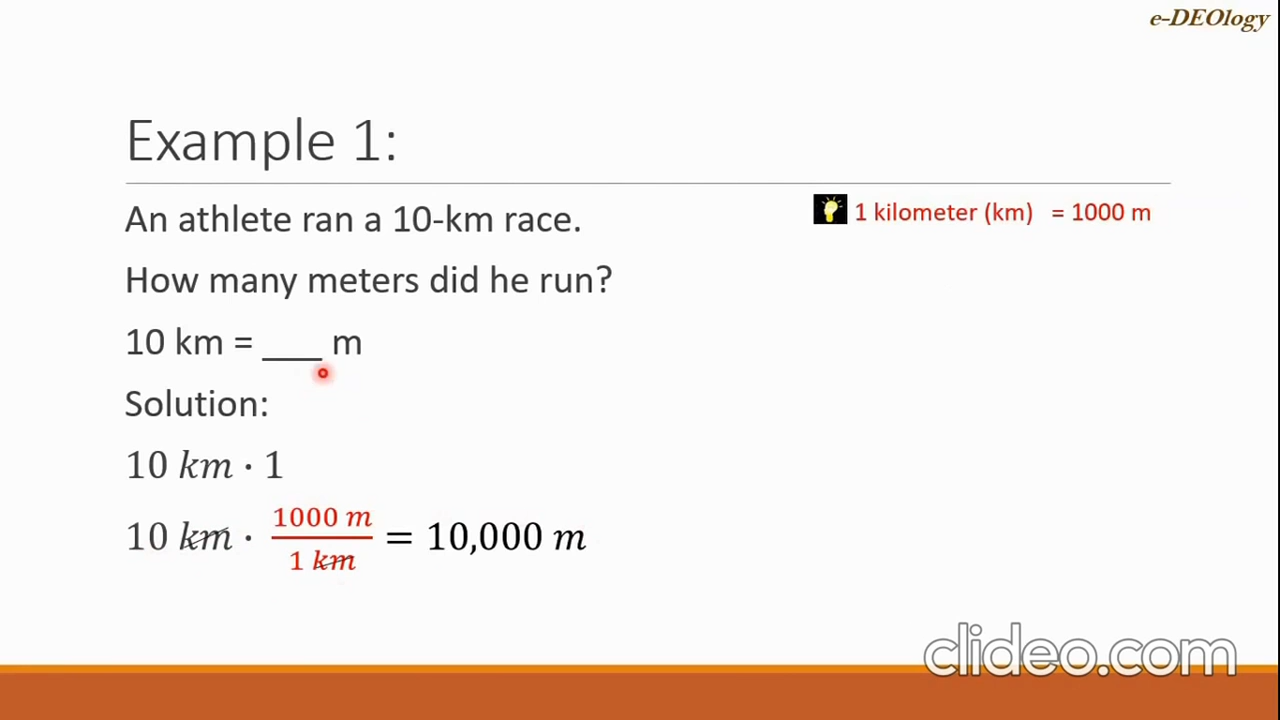 e-DEOlogy
Example 1:
An athlete ran a 10-km race.
1 kilometer (km) = 1000 m
How many meters did he run?
10 km = ____ m
Solution:
10 km · 1
10 km · 1000 m / 1 km = 10,000 m
clideo.com